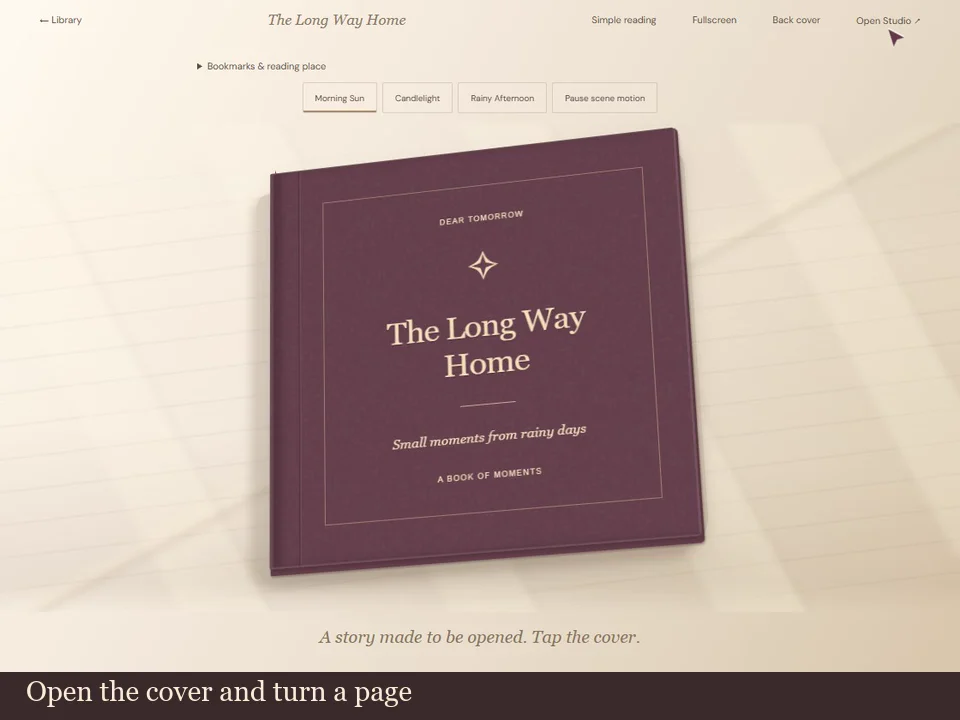 ← Library
The Long Way Home
Simple reading
Fullscreen
Back cover
Open Studio ↗
▶ Bookmarks & reading place
Morning Sun
Candlelight
Rainy Afternoon
Pause scene motion
DEAR TOMORROW
The Long Way
Home
Small moments from rainy days
A BOOK OF MOMENTS
A story made to be opened. Tap the cover.
Open the cover and turn a page